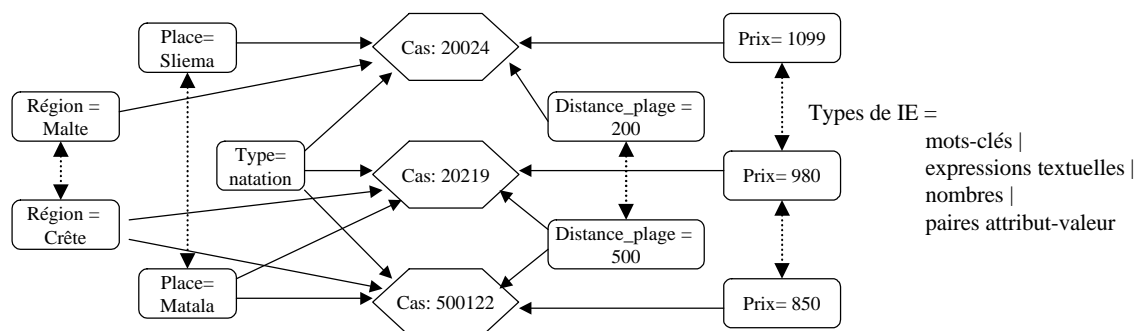 Place=
Sliema
Cas: 20024
Prix= 1099
Région =
Malte
Distance_plage =
200
Types de IE =
mots-clés |
expressions textuelles |
nombres |
paires attribut-valeur
Type=
natation
Cas: 20219
Prix= 980
Région =
Crête
Distance_plage =
500
Place=
Matala
Cas: 500122
Prix= 850